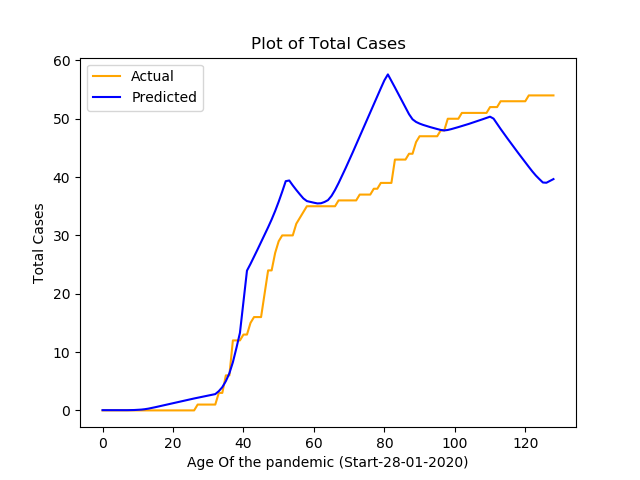 Plot of Total Cases
Actual
Predicted
60
50
40
30
20
10
0
Total Cases
0 20 40 60 80 100 120
Age Of the pandemic (Start-28-01-2020)